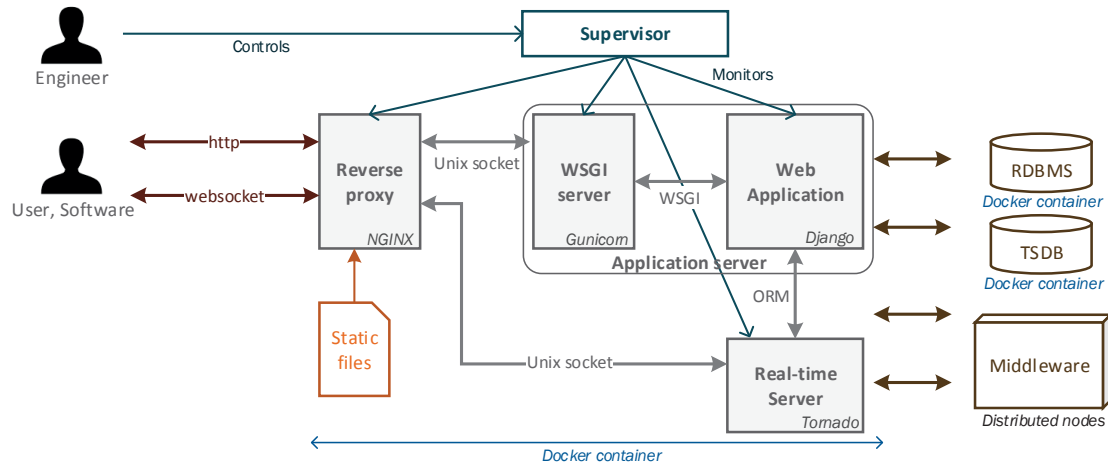 Supervisor
Controls
Engineer
Monitors
http
Unix socket
Reverse
proxy
NGINX
WSGI
server
Gunicorn
WSGI
Web
Application
Django
RDBMS
Docker container
websocket
User, Software
Application server
TSDB
Docker container
ORM
Static
files
Unix socket
Real-time
Server
Tornado
Middleware
Distributed nodes
Docker container